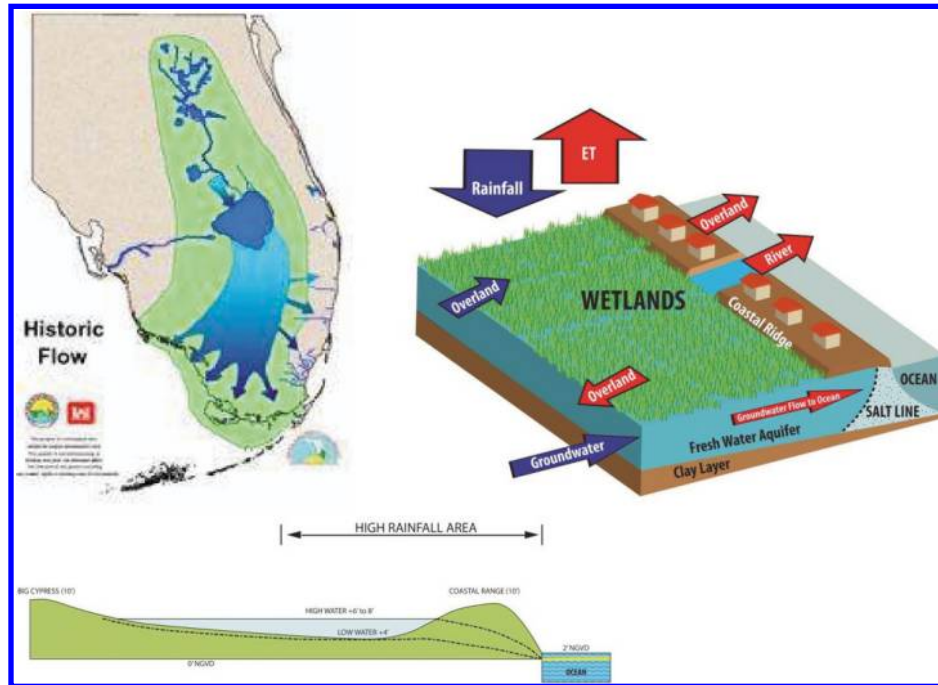 Historic
Flow
Rainfall
ET
Overland
River
Overland
WETLANDS
Coastal Ridge
Overland
OCEAN
Groundwater Flow to Ocean
SALT LINE
Fresh Water Aquifer
Groundwater
Clay Layer
HIGH RAINFALL AREA
BIG CYPRESS (10')
COASTAL RANGE (10')
HIGH WATER +6' to 8'
LOW WATER +4'
2' NGVD
0' NGVD
OCEAN